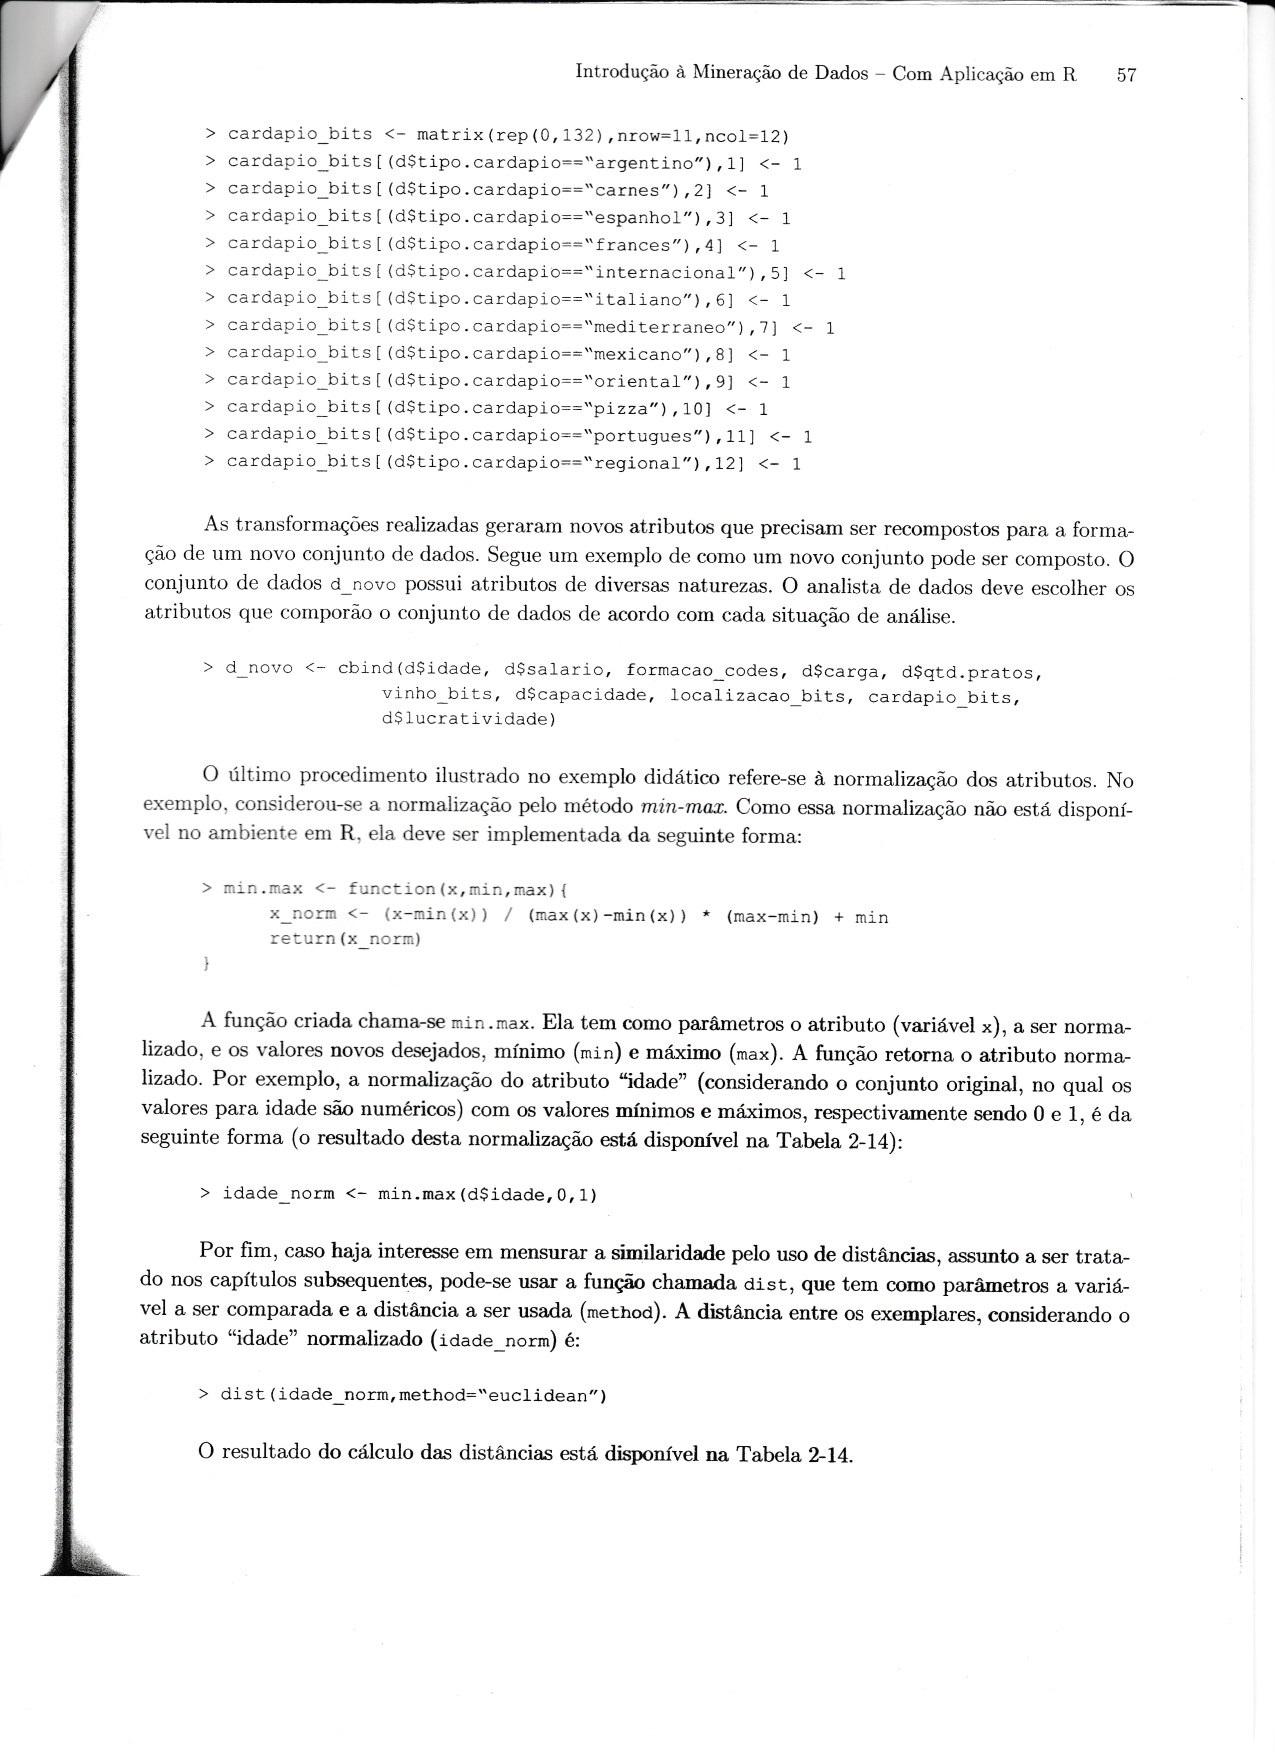 Introdução à Mineração de Dados – Com Aplicação em R 57
> cardapio_bits <- matrix(rep(0,132),nrow=11,ncol=12)
> cardapio_bits[(d$tipo.cardapio=="argentino"),1] <- 1
> cardapio_bits[(d$tipo.cardapio=="carnes"),2] <- 1
> cardapio_bits[(d$tipo.cardapio=="espanhol"),3] <- 1
> cardapio_bits[(d$tipo.cardapio=="frances"),4] <- 1
> cardapio_bits[(d$tipo.cardapio=="internacional"),5] <- 1
> cardapio_bits[(d$tipo.cardapio=="italiano"),6] <- 1
> cardapio_bits[(d$tipo.cardapio=="mediterraneo"),7] <- 1
> cardapio_bits[(d$tipo.cardapio=="mexicano"),8] <- 1
> cardapio_bits[(d$tipo.cardapio=="oriental"),9] <- 1
> cardapio_bits[(d$tipo.cardapio=="pizza"),10] <- 1
> cardapio_bits[(d$tipo.cardapio=="portugues"),11] <- 1
> cardapio_bits[(d$tipo.cardapio=="regional"),12] <- 1
As transformações realizadas geraram novos atributos que precisam ser recompostos para a forma-
ção de um novo conjunto de dados. Segue um exemplo de como um novo conjunto pode ser composto. O
conjunto de dados d_novo possui atributos de diversas naturezas. O analista de dados deve escolher os
atributos que comporão o conjunto de dados de acordo com cada situação de análise.
> d_novo <- cbind(d$idade, d$salario, formacao_codes, d$carga, d$qtd.pratos,
vinho_bits, d$capacidade, localizacao_bits, cardapio_bits,
d$lucratividade)
O último procedimento ilustrado no exemplo didático refere-se à normalização dos atributos. No
exemplo, considerou-se a normalização pelo método min-max. Como essa normalização não está disponí-
vel no ambiente em R, ela deve ser implementada da seguinte forma:
> min.max <- function(x,min,max){
x_norm <- (x-min(x)) / (max(x)-min(x)) * (max-min) + min
return(x_norm)
}
A função criada chama-se min.max. Ela tem como parâmetros o atributo (variável x), a ser norma-
lizado, e os valores novos desejados, mínimo (min) e máximo (max). A função retorna o atributo norma-
lizado. Por exemplo, a normalização do atributo “idade” (considerando o conjunto original, no qual os
valores para idade são numéricos) com os valores mínimos e máximos, respectivamente sendo 0 e 1, é da
seguinte forma (o resultado desta normalização está disponível na Tabela 2-14):
> idade_norm <- min.max(d$idade,0,1)
Por fim, caso haja interesse em mensurar a similaridade pelo uso de distâncias, assunto a ser trata-
do nos capítulos subsequentes, pode-se usar a função chamada dist, que tem como parâmetros a variá-
vel a ser comparada e a distância a ser usada (method). A distância entre os exemplares, considerando o
atributo “idade” normalizado (idade_norm) é:
> dist(idade_norm,method="euclidean")
O resultado do cálculo das distâncias está disponível na Tabela 2-14.